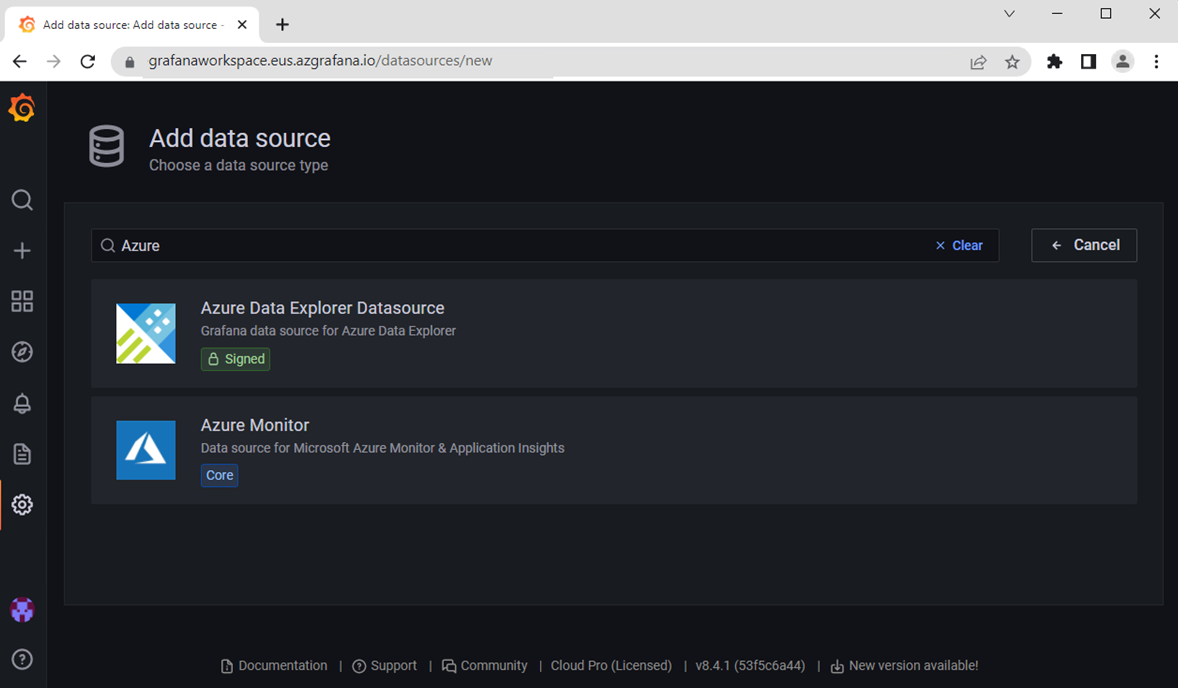 Add data source: Add data source -
grafanaworkspace.eus.azgrafana.io/datasources/new
Add data source
Choose a data source type
Azure
Clear
Cancel
Azure Data Explorer Datasource
Grafana data source for Azure Data Explorer
Signed
Azure Monitor
Data source for Microsoft Azure Monitor & Application Insights
Core
Documentation | Support | Community | Cloud Pro (Licensed) | v8.4.1 (53f5c6a44) | New version available!